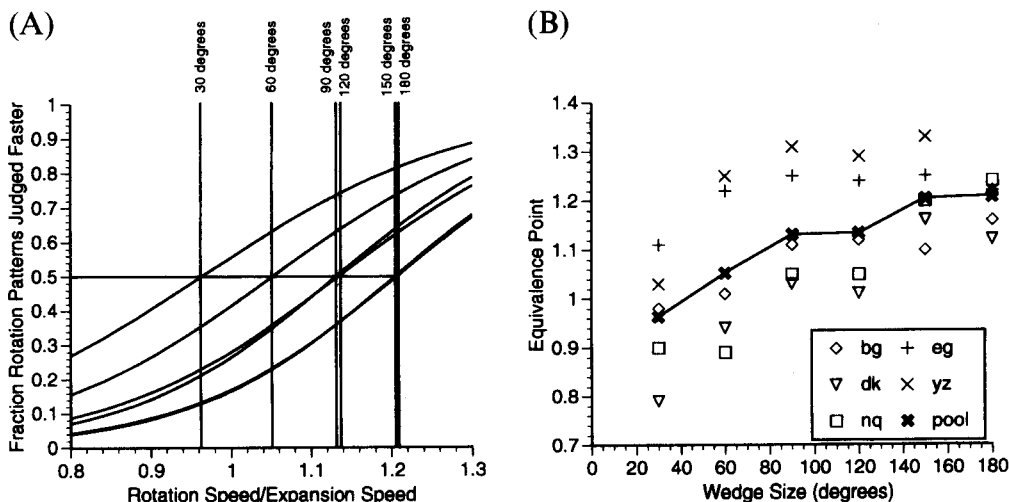 (A)
30 degrees
60 degrees
90 degrees
120 degrees
150 degrees
180 degrees
Fraction Rotation Patterns Judged Faster
1
0.9
0.8
0.7
0.6
0.5
0.4
0.3
0.2
0.1
0
0.8 0.9 1 1.1 1.2 1.3
Rotation Speed/Expansion Speed
(B)
Equivalence Point
1.4
1.3
1.2
1.1
1
0.9
0.8
0.7
bg eg
dk yz
nq pool
0 20 40 60 80 100 120 140 160 180
Wedge Size (degrees)